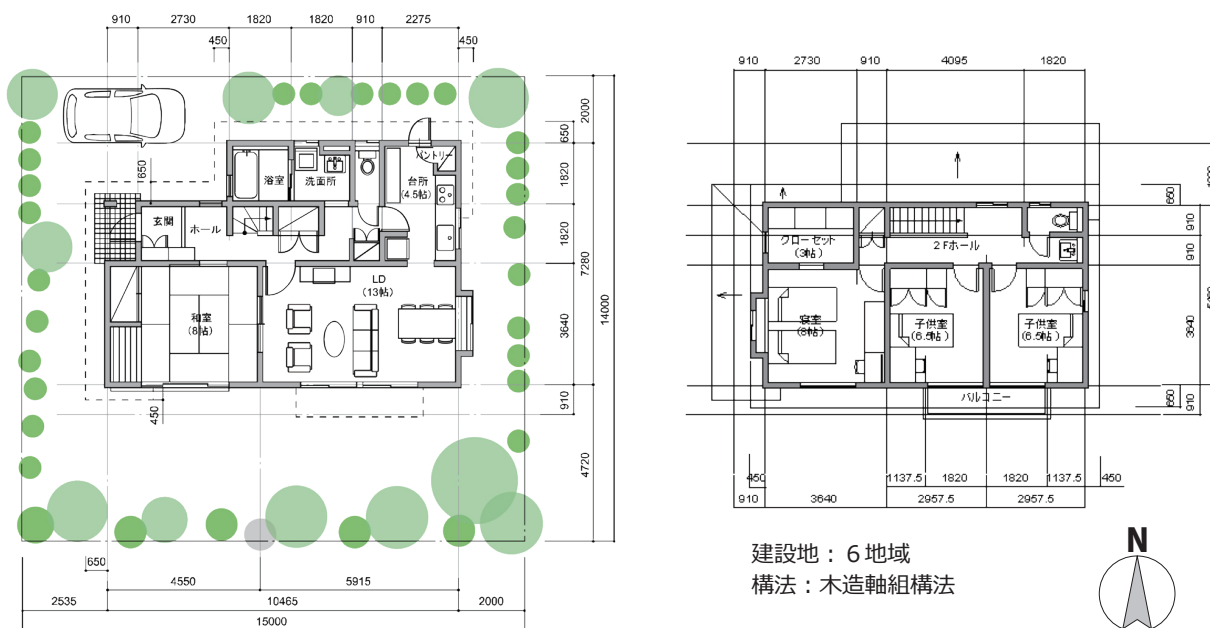 910
2730
1820
1820
910
2275
450
450
2000
650
1820
1820
7280
3640
14000
910
4720
650
浴室
洗面所
パントリー
台所
(4.5帖)
玄関
ホール
LD
(13帖)
和室
(8帖)
450
650
4550
5915
2535
10465
2000
15000
910
2730
910
4095
1820
650
910
910
3640
650
910
クローゼット
(3帖)
2Fホール
寝室
(8帖)
子供室
(6.5帖)
子供室
(6.5帖)
バルコニー
450
1137.5
1820
1820
1137.5
450
910
3640
2957.5
2957.5
建設地：6地域
構法：木造軸組構法
N